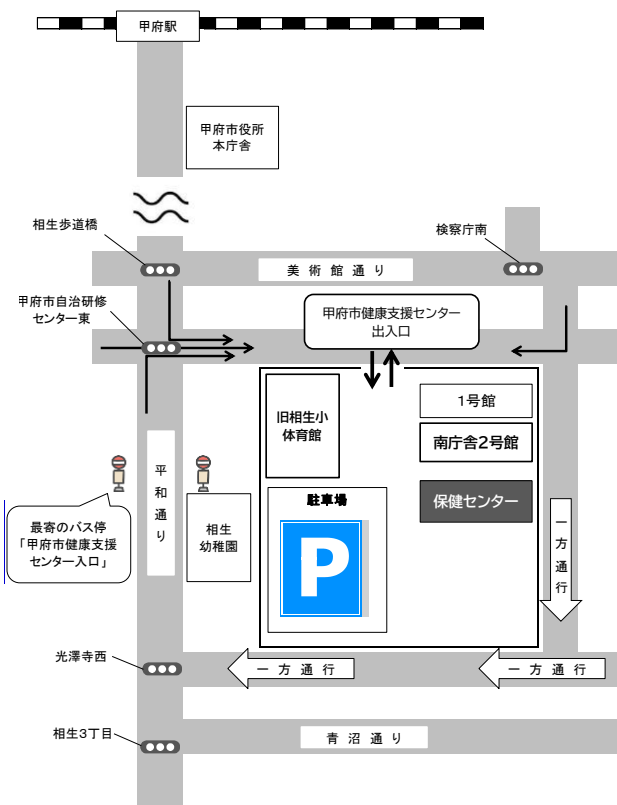 甲府駅
甲府市役所
本庁舎
相生歩道橋
検察庁南
美術館通り
甲府市自治研修
センター東
甲府市健康支援センター
出入口
1号館
旧相生小
体育館
南庁舎2号館
保健センター
駐車場
P
平和通り
相生
幼稚園
最寄のバス停
「甲府市健康支援
センター入口」
一方通行
光澤寺西
一方通行
一方通行
相生3丁目
青沼通り